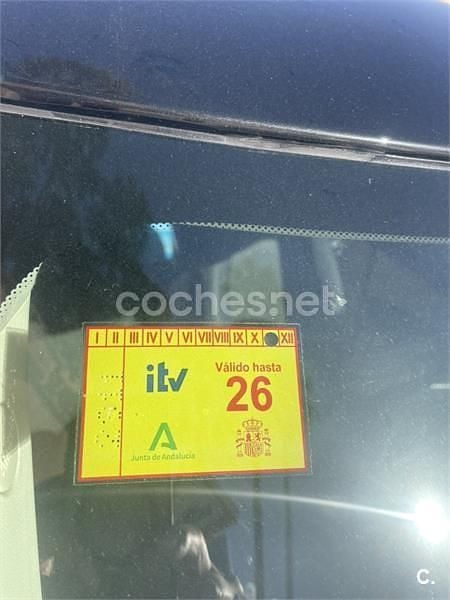 coches.net
I II III IV V VI VII VIII IX X XII
itv
Válido hasta
26
Junta de Andalucía
C.